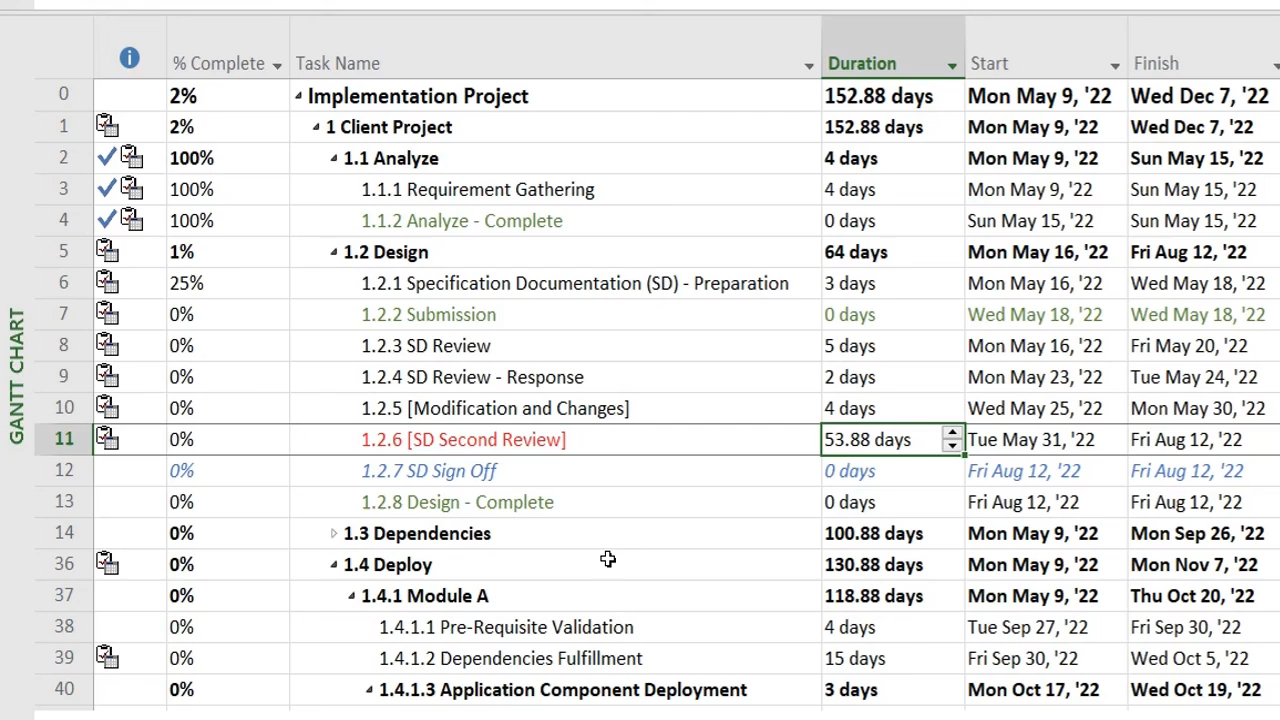 % Complete Task Name Duration Start Finish
0 2% Implementation Project 152.88 days Mon May 9, '22 Wed Dec 7, '22
1 2% 1 Client Project 152.88 days Mon May 9, '22 Wed Dec 7, '22
2 100% 1.1 Analyze 4 days Mon May 9, '22 Sun May 15, '22
3 100% 1.1.1 Requirement Gathering 4 days Mon May 9, '22 Sun May 15, '22
4 100% 1.1.2 Analyze - Complete 0 days Sun May 15, '22 Sun May 15, '22
5 1% 1.2 Design 64 days Mon May 16, '22 Fri Aug 12, '22
6 25% 1.2.1 Specification Documentation (SD) - Preparation 3 days Mon May 16, '22 Wed May 18, '22
7 0% 1.2.2 Submission 0 days Wed May 18, '22 Wed May 18, '22
8 0% 1.2.3 SD Review 5 days Mon May 16, '22 Fri May 20, '22
9 0% 1.2.4 SD Review - Response 2 days Mon May 23, '22 Tue May 24, '22
10 0% 1.2.5 [Modification and Changes] 4 days Wed May 25, '22 Mon May 30, '22
11 0% 1.2.6 [SD Second Review] 53.88 days Tue May 31, '22 Fri Aug 12, '22
12 0% 1.2.7 SD Sign Off 0 days Fri Aug 12, '22 Fri Aug 12, '22
13 0% 1.2.8 Design - Complete 0 days Fri Aug 12, '22 Fri Aug 12, '22
14 0% 1.3 Dependencies 100.88 days Mon May 9, '22 Mon Sep 26, '22
36 0% 1.4 Deploy 130.88 days Mon May 9, '22 Mon Nov 7, '22
37 0% 1.4.1 Module A 118.88 days Mon May 9, '22 Thu Oct 20, '22
38 0% 1.4.1.1 Pre-Requisite Validation 4 days Tue Sep 27, '22 Fri Sep 30, '22
39 0% 1.4.1.2 Dependencies Fulfillment 15 days Fri Sep 30, '22 Wed Oct 5, '22
40 0% 1.4.1.3 Application Component Deployment 3 days Mon Oct 17, '22 Wed Oct 19, '22
GANTT CHART